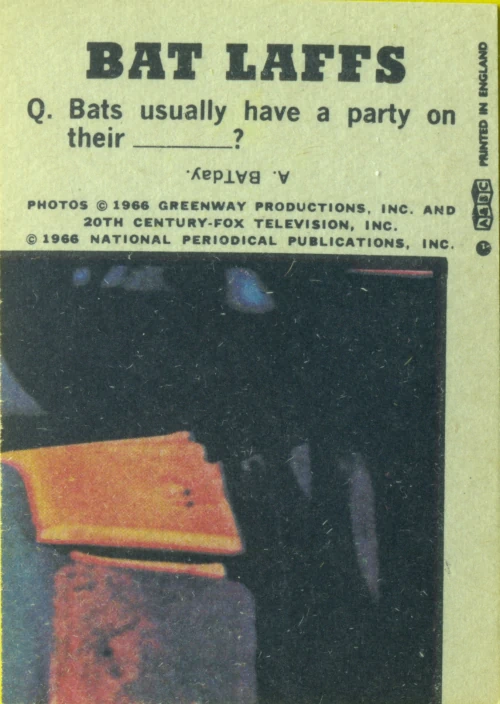 BAT LAFFS
Q. Bats usually have a party on
their ________?
A. BATday.
PHOTOS © 1966 GREENWAY PRODUCTIONS, INC. AND
20TH CENTURY-FOX TELEVISION, INC.
© 1966 NATIONAL PERIODICAL PUBLICATIONS, INC.
PRINTED IN ENGLAND
A&BC